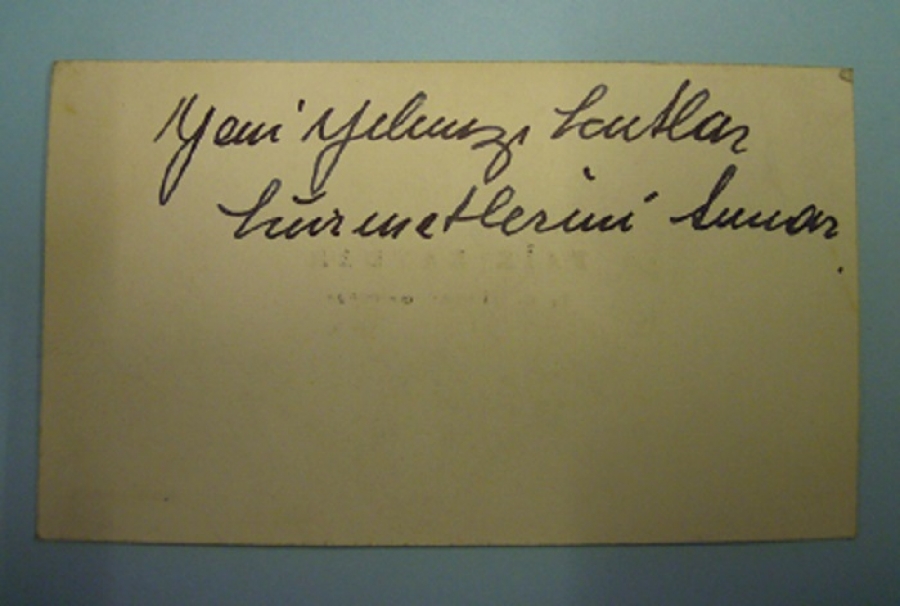 Yeni Yılınızı kutlar
hürmetlerimi sunar.